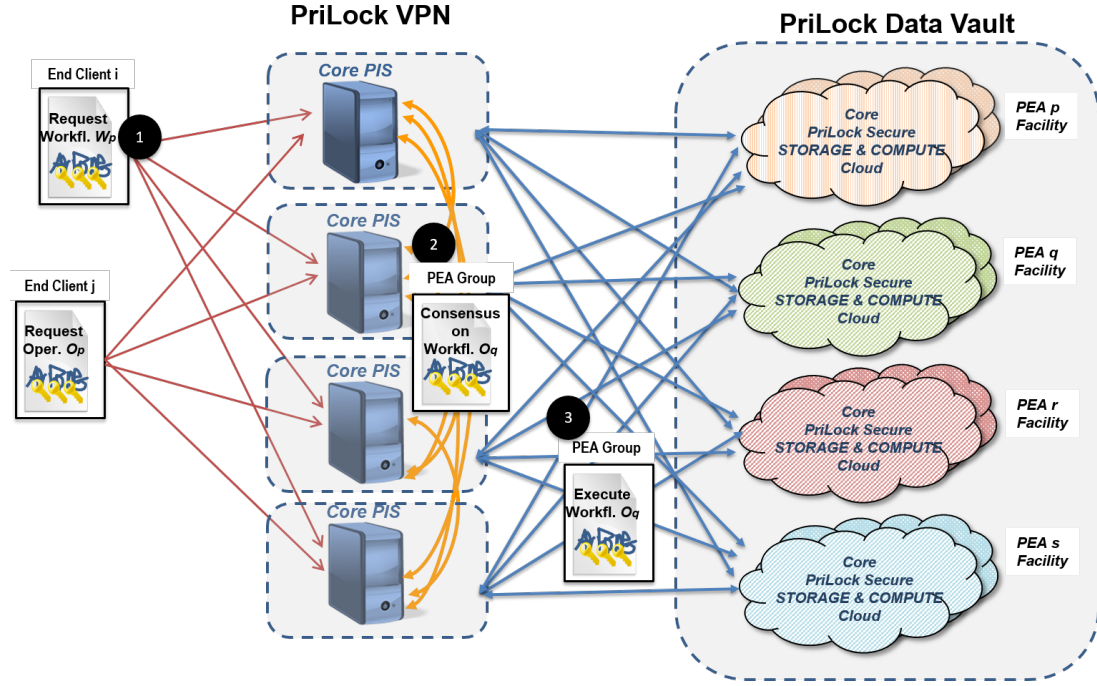 PriLock VPN
PriLock Data Vault
End Client i
Request
Workfl. Wp
1
End Client j
Request
Oper. Op
Core PIS
Core PIS
2
PEA Group
Consensus
on
Workfl. Oq
Core PIS
Core PIS
3
PEA Group
Execute
Workfl. Oq
Core
PriLock Secure
STORAGE & COMPUTE
Cloud
PEA p
Facility
Core
PriLock Secure
STORAGE & COMPUTE
Cloud
PEA q
Facility
Core
PriLock Secure
STORAGE & COMPUTE
Cloud
PEA r
Facility
Core
PriLock Secure
STORAGE & COMPUTE
Cloud
PEA s
Facility